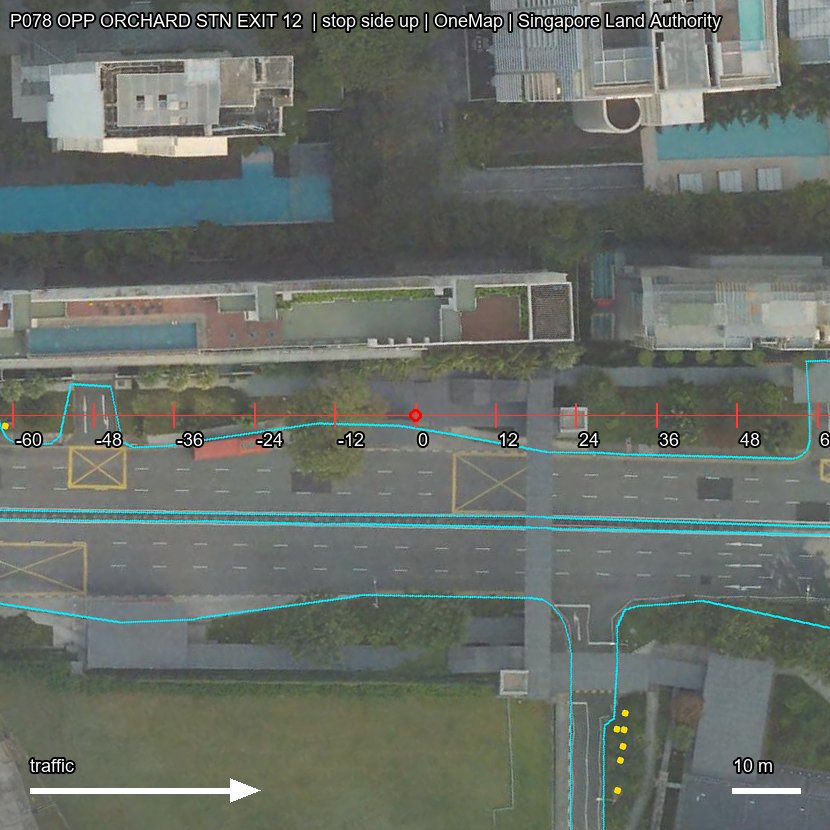 P078 OPP ORCHARD STN EXIT 12 | stop side up | OneMap | Singapore Land Authority
-60 -48 -36 -24 -12 0 12 24 36 48 6
traffic
10 m